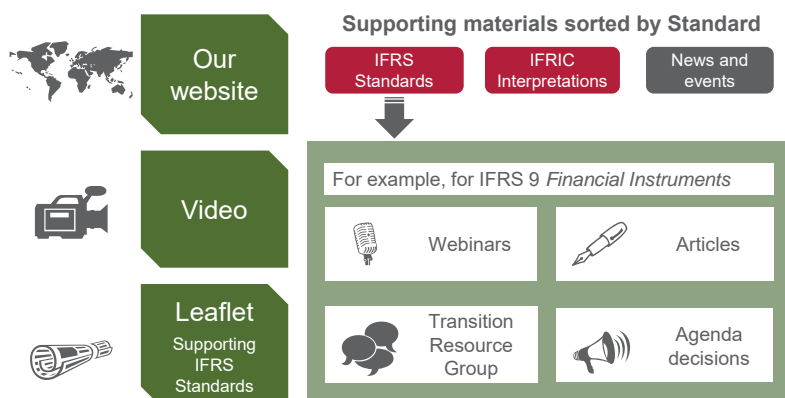 Supporting materials sorted by Standard
Our
website
IFRS
Standards
IFRIC
Interpretations
News and
events
Video
For example, for IFRS 9 Financial Instruments
Webinars
Articles
Leaflet
Supporting
IFRS
Standards
Transition
Resource
Group
Agenda
decisions